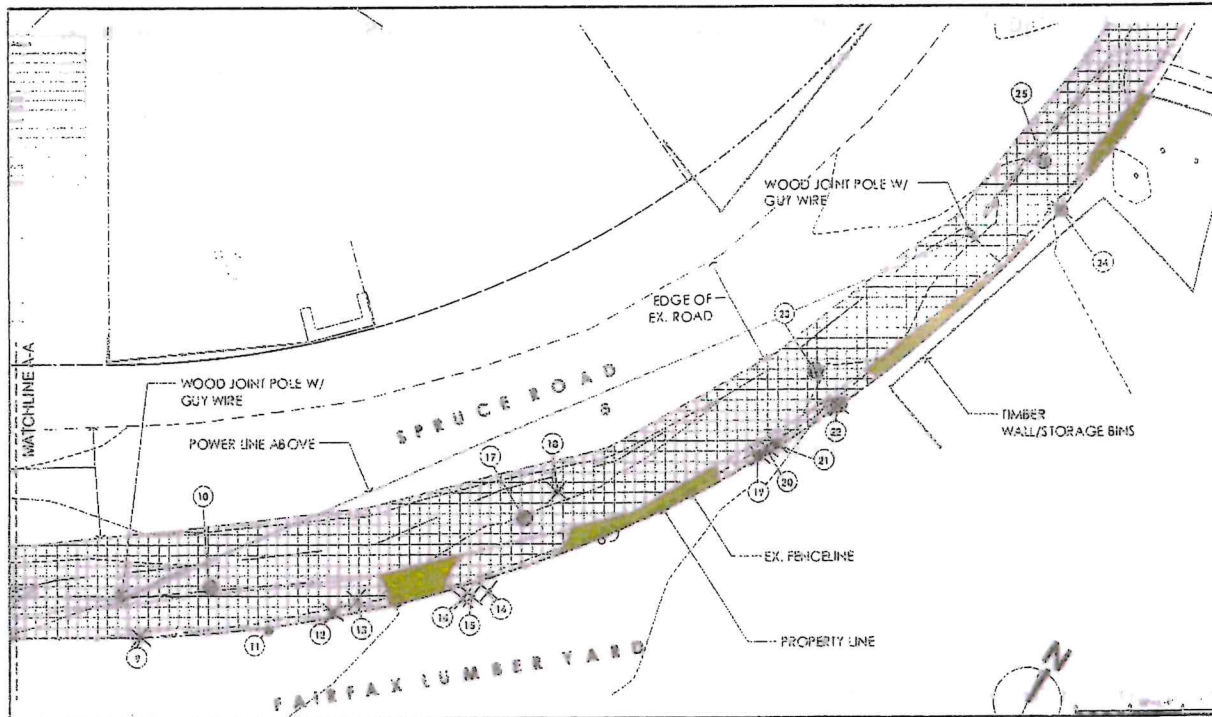 25
WOOD JOINT POLE W/
GUY WIRE
24
EDGE OF
EX. ROAD
23
MATCHLINE A-A
WOOD JOINT POLE W/
GUY WIRE
SPRUCE ROAD
TIMBER
WALL/STORAGE BINS
POWER LINE ABOVE
18
22
17
21
20
19
10
EX. FENCELINE
9
11
12
13
14
15
16
PROPERTY LINE
FAIRFAX LUMBER YARD
N